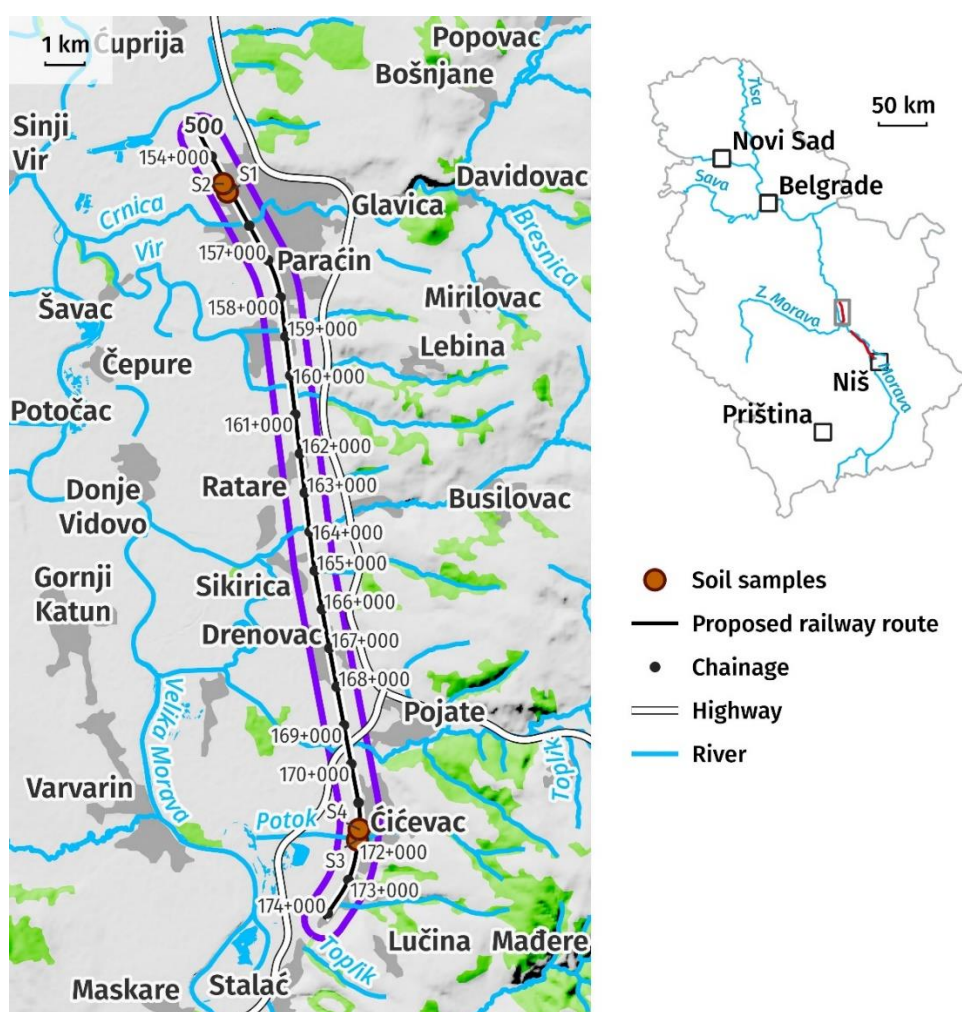 1 km
Ćuprija
Popovac
Bošnjane
Sinji
Vir
500
154+000
S1
S2
Davidovac
Glavica
Crnica
Vir
Bresnica
157+000
Paraćin
Mirilovac
158+000
Šavac
159+000
Lebina
Čepure
160+000
Potočac
161+000
162+000
Ratare
163+000
Busilovac
Donje
Vidovo
164+000
165+000
Gornji
Katun
Sikirica
166+000
Drenovac
167+000
168+000
Velika Morava
Pojate
169+000
Toplik
170+000
Varvarin
S4
Potok
Ćićevac
172+000
S3
173+000
174+000
Lučina
Mađere
Toplik
Stalać
Maskare
Tisa
50 km
Novi Sad
Sava
Belgrade
Z. Morava
Niš
Morava
Priština
Soil samples
Proposed railway route
Chainage
Highway
River